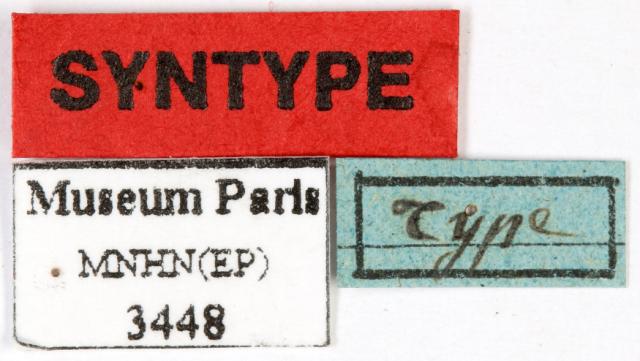 SYNTYPE
Museum Paris
MNHN(EP)
3448
Type